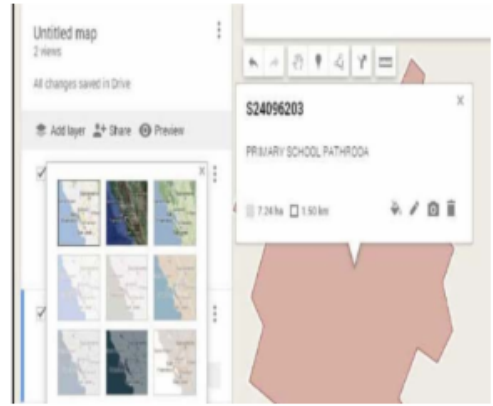 Untitled map
2 views
All changes saved in Drive
Add layer Share Preview
S24096203
PRIMARY SCHOOL PATHRODA
7.24 ha 1.50 km